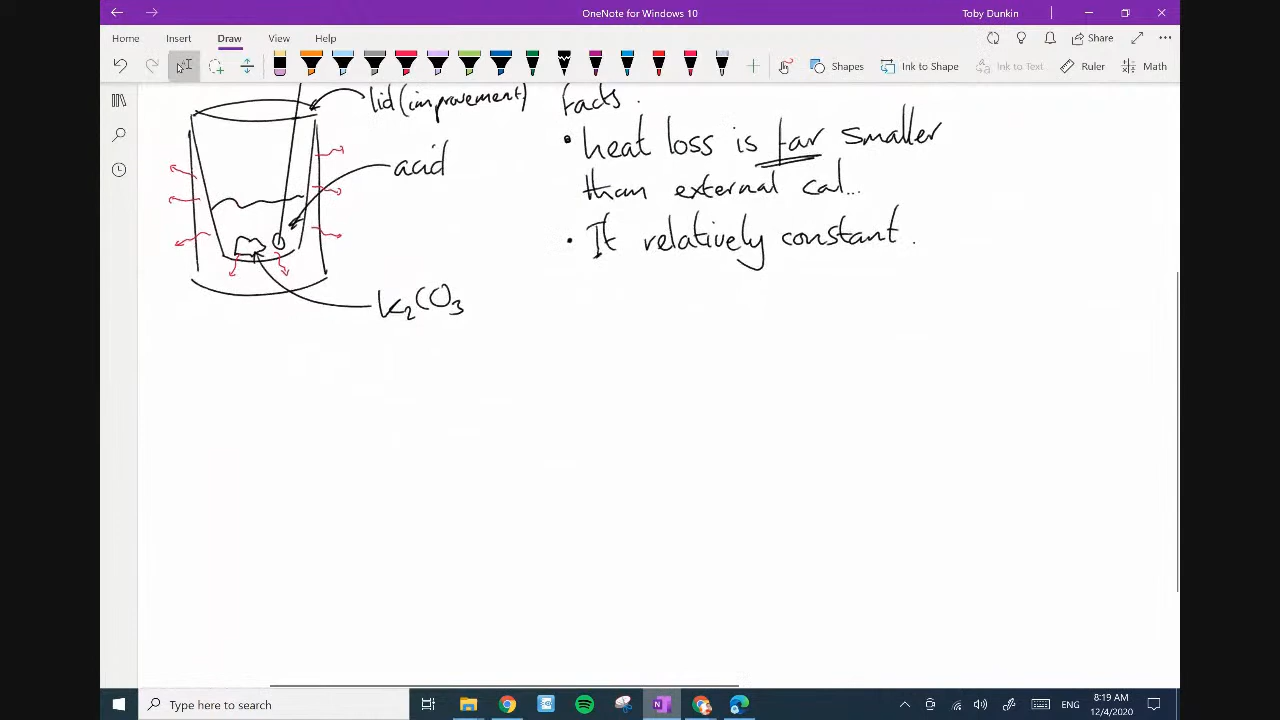 OneNote for Windows 10
Toby Dunkin
Home Insert Draw View Help
Share
Shapes Ink to Shape Ink to Text Ruler Math
lid (improvement)
acid
K₂CO₃
facts.
• heat loss is far smaller
than external cal...
• It relatively constant.
Type here to search
ENG
8:19 AM
12/4/2020